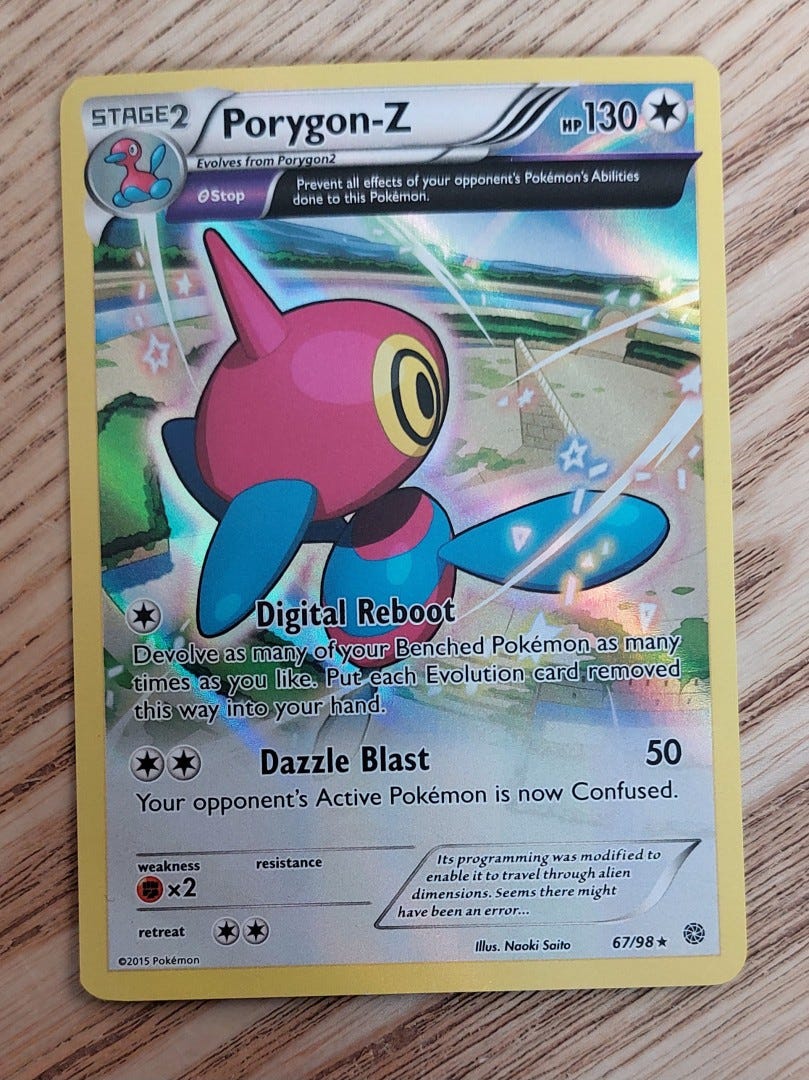 STAGE2 Porygon-Z HP130
Evolves from Porygon2
θStop
Prevent all effects of your opponent's Pokémon's Abilities
done to this Pokémon.
Digital Reboot
Devolve as many of your Benched Pokémon as many
times as you like. Put each Evolution card removed
this way into your hand.
Dazzle Blast 50
Your opponent's Active Pokémon is now Confused.
weakness resistance
×2
retreat
Its programming was modified to
enable it to travel through alien
dimensions. Seems there might
have been an error...
Illus. Naoki Saito 67/98 ★
©2015 Pokémon